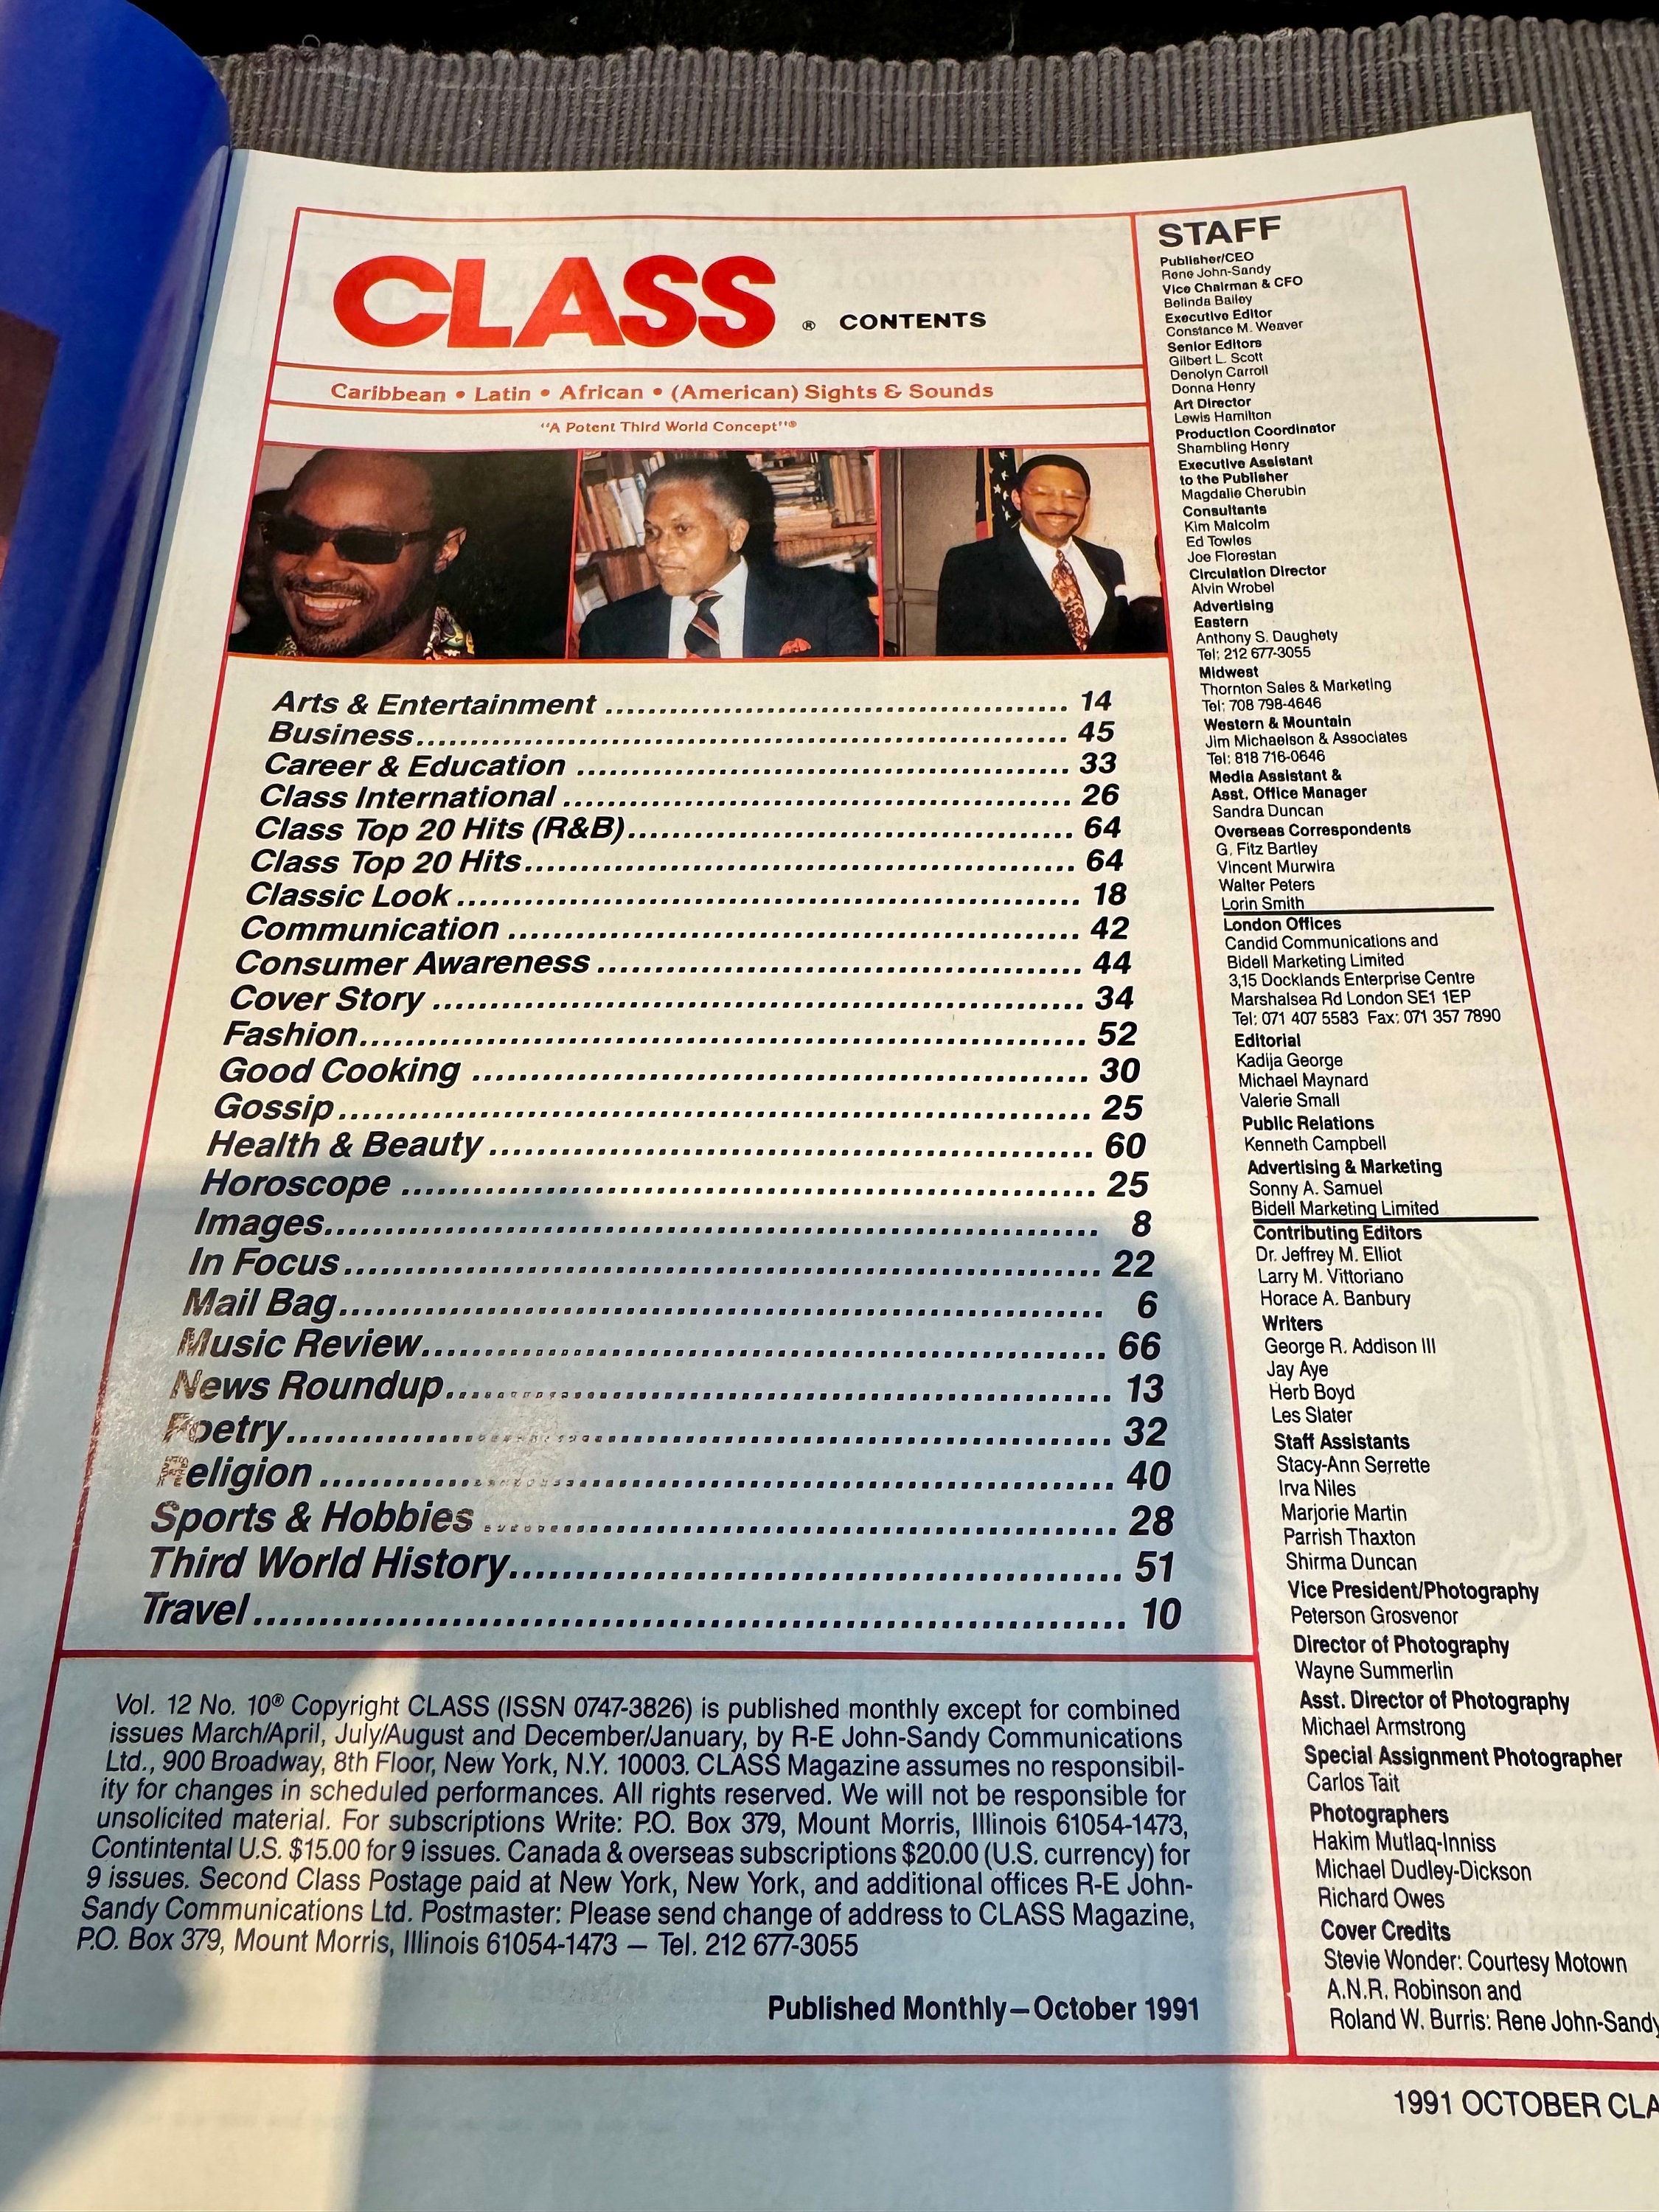 CLASS ® CONTENTS
Caribbean • Latin • African • (American) Sights & Sounds
"A Potent Third World Concept"®
Arts & Entertainment ........ 14
Business ........ 45
Career & Education ........ 33
Class International ........ 26
Class Top 20 Hits (R&B) ........ 64
Class Top 20 Hits ........ 64
Classic Look ........ 18
Communication ........ 42
Consumer Awareness ........ 44
Cover Story ........ 34
Fashion ........ 52
Good Cooking ........ 30
Gossip ........ 25
Health & Beauty ........ 60
Horoscope ........ 25
Images ........ 8
In Focus ........ 22
Mail Bag ........ 6
Music Review ........ 66
News Roundup ........ 13
Poetry ........ 32
Religion ........ 40
Sports & Hobbies ........ 28
Third World History ........ 51
Travel ........ 10
Vol. 12 No. 10® Copyright CLASS (ISSN 0747-3826) is published monthly except for combined
issues March/April, July/August and December/January, by R-E John-Sandy Communications
Ltd., 900 Broadway, 8th Floor, New York, N.Y. 10003. CLASS Magazine assumes no responsibil-
ity for changes in scheduled performances. All rights reserved. We will not be responsible for
unsolicited material. For subscriptions Write: P.O. Box 379, Mount Morris, Illinois 61054-1473,
Contintental U.S. $15.00 for 9 issues. Canada & overseas subscriptions $20.00 (U.S. currency) for
9 issues. Second Class Postage paid at New York, New York, and additional offices R-E John-
Sandy Communications Ltd. Postmaster: Please send change of address to CLASS Magazine,
P.O. Box 379, Mount Morris, Illinois 61054-1473 — Tel. 212 677-3055
Published Monthly—October 1991
STAFF
Publisher/CEO
Rene John-Sandy
Vice Chairman & CFO
Belinda Bailey
Executive Editor
Constance M. Weaver
Senior Editors
Gilbert L. Scott
Denolyn Carroll
Donna Henry
Art Director
Lewis Hamilton
Production Coordinator
Shambling Henry
Executive Assistant
to the Publisher
Magdalie Cherubin
Consultants
Kim Malcolm
Ed Towles
Joe Florestan
Circulation Director
Alvin Wrobel
Advertising
Eastern
Anthony S. Daughety
Tel: 212 677-3055
Midwest
Thornton Sales & Marketing
Tel: 708 798-4646
Western & Mountain
Jim Michaelson & Associates
Tel: 818 716-0646
Media Assistant &
Asst. Office Manager
Sandra Duncan
Overseas Correspondents
G. Fitz Bartley
Vincent Murwira
Walter Peters
Lorin Smith
London Offices
Candid Communications and
Bidell Marketing Limited
3,15 Docklands Enterprise Centre
Marshalsea Rd London SE1 1EP
Tel: 071 407 5583 Fax: 071 357 7890
Editorial
Kadija George
Michael Maynard
Valerie Small
Public Relations
Kenneth Campbell
Advertising & Marketing
Sonny A. Samuel
Bidell Marketing Limited
Contributing Editors
Dr. Jeffrey M. Elliot
Larry M. Vittoriano
Horace A. Banbury
Writers
George R. Addison III
Jay Aye
Herb Boyd
Les Slater
Staff Assistants
Stacy-Ann Serrette
Irva Niles
Marjorie Martin
Parrish Thaxton
Shirma Duncan
Vice President/Photography
Peterson Grosvenor
Director of Photography
Wayne Summerlin
Asst. Director of Photography
Michael Armstrong
Special Assignment Photographer
Carlos Tait
Photographers
Hakim Mutlaq-Inniss
Michael Dudley-Dickson
Richard Owes
Cover Credits
Stevie Wonder: Courtesy Motown
A.N.R. Robinson and
Roland W. Burris: Rene John-Sandy
1991 OCTOBER CLA